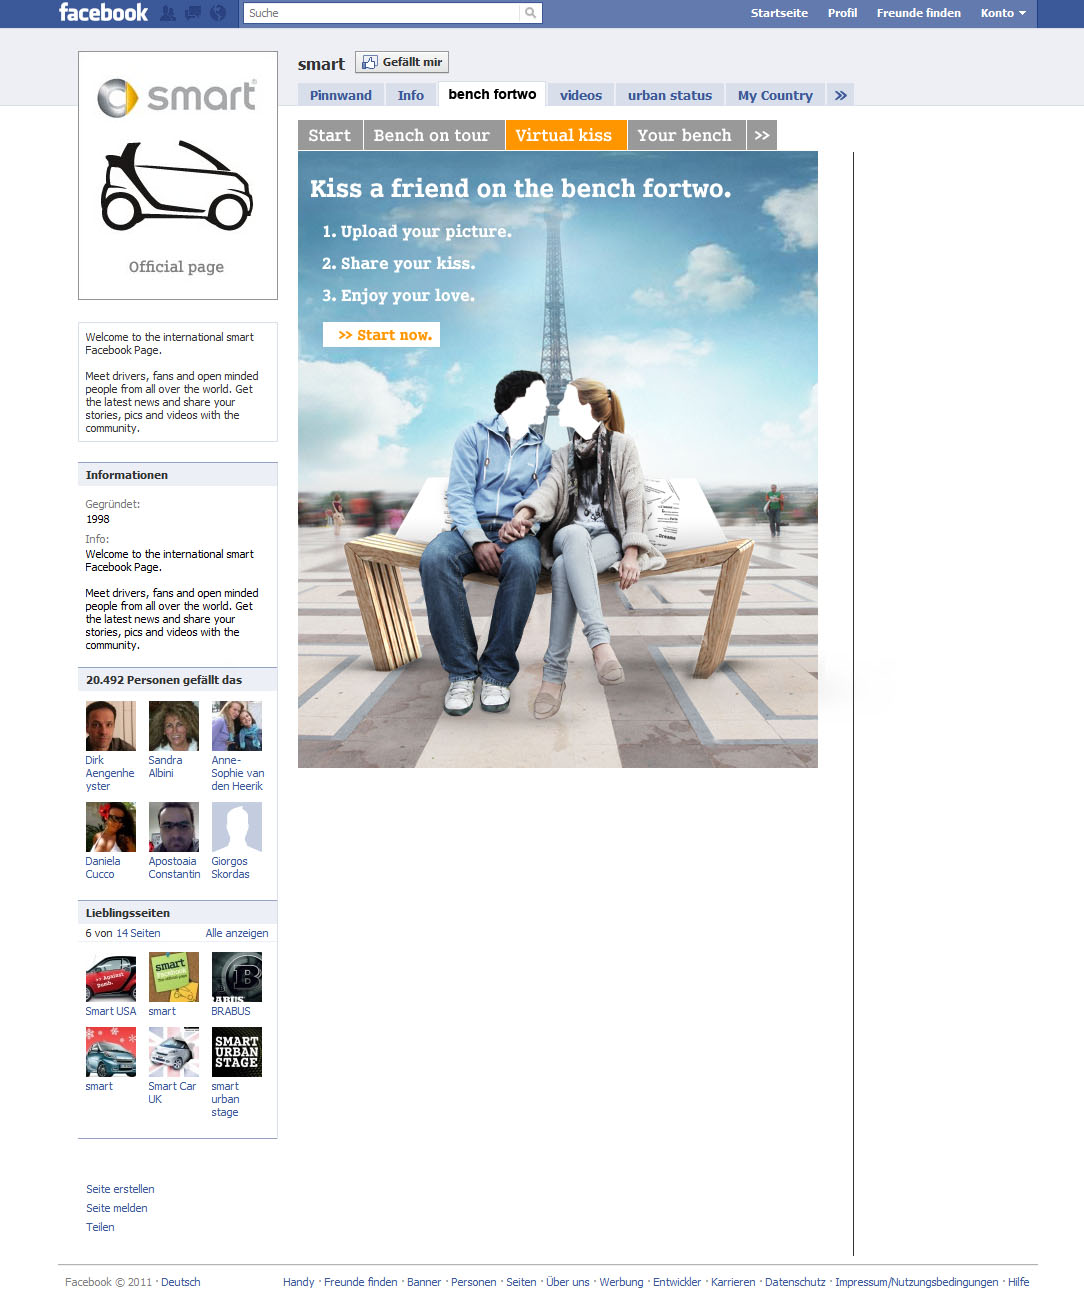 facebook
Suche
Startseite Profil Freunde finden Konto
smart
Official page
smart Gefällt mir
Pinnwand Info bench fortwo videos urban status My Country »
Start Bench on tour Virtual kiss Your bench >>
Kiss a friend on the bench fortwo.
1. Upload your picture.
2. Share your kiss.
3. Enjoy your love.
>> Start now.
Welcome to the international smart
Facebook Page.
Meet drivers, fans and open minded
people from all over the world. Get
the latest news and share your
stories, pics and videos with the
community.
Informationen
Gegründet:
1998
Info:
Welcome to the international smart
Facebook Page.
Meet drivers, fans and open minded
people from all over the world. Get
the latest news and share your
stories, pics and videos with the
community.
20.492 Personen gefällt das
Dirk
Aengenhe
yster
Sandra
Albini
Anne-
Sophie van
den Heerik
Daniela
Cucco
Apostoaia
Constantin
Giorgos
Skordas
Lieblingsseiten
6 von 14 Seiten Alle anzeigen
>> Against
Dumb.
Smart USA
smart
smart
B
BRABUS
BRABUS
smart
Smart Car
UK
SMART
URBAN
STAGE
smart
urban
stage
Seite erstellen
Seite melden
Teilen
Facebook © 2011 · Deutsch
Handy · Freunde finden · Banner · Personen · Seiten · Über uns · Werbung · Entwickler · Karrieren · Datenschutz · Impressum/Nutzungsbedingungen · Hilfe